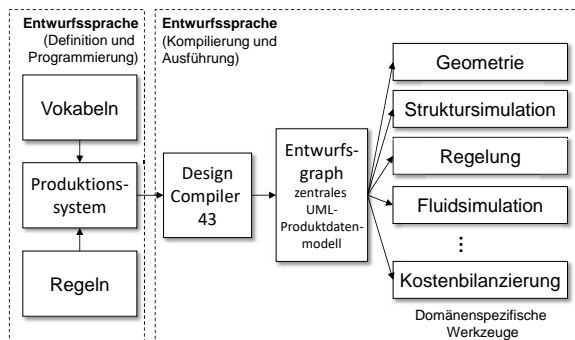 Entwurfssprache
(Definition und
Programmierung)
Vokabeln
Produktions-
system
Regeln
Entwurfssprache
(Kompilierung und
Ausführung)
Design
Compiler
43
Entwurfs-
graph
zentrales
UML-
Produktdaten-
modell
Geometrie
Struktursimulation
Regelung
Fluidsimulation
⋮
Kostenbilanzierung
Domänenspezifische
Werkzeuge